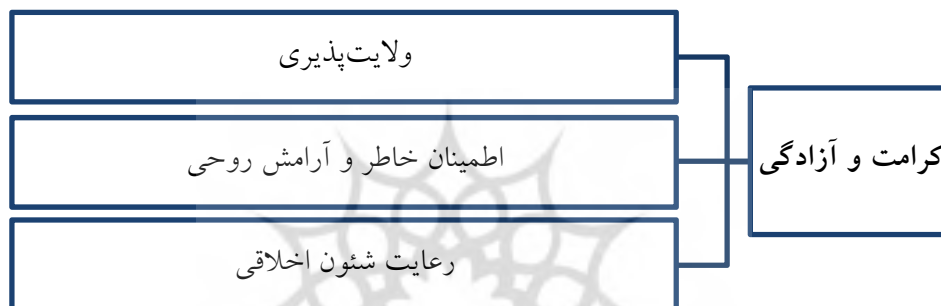 کرامت و آزادگی
ولایت‌پذیری
اطمینان خاطر و آرامش روحی
رعایت شئون اخلاقی